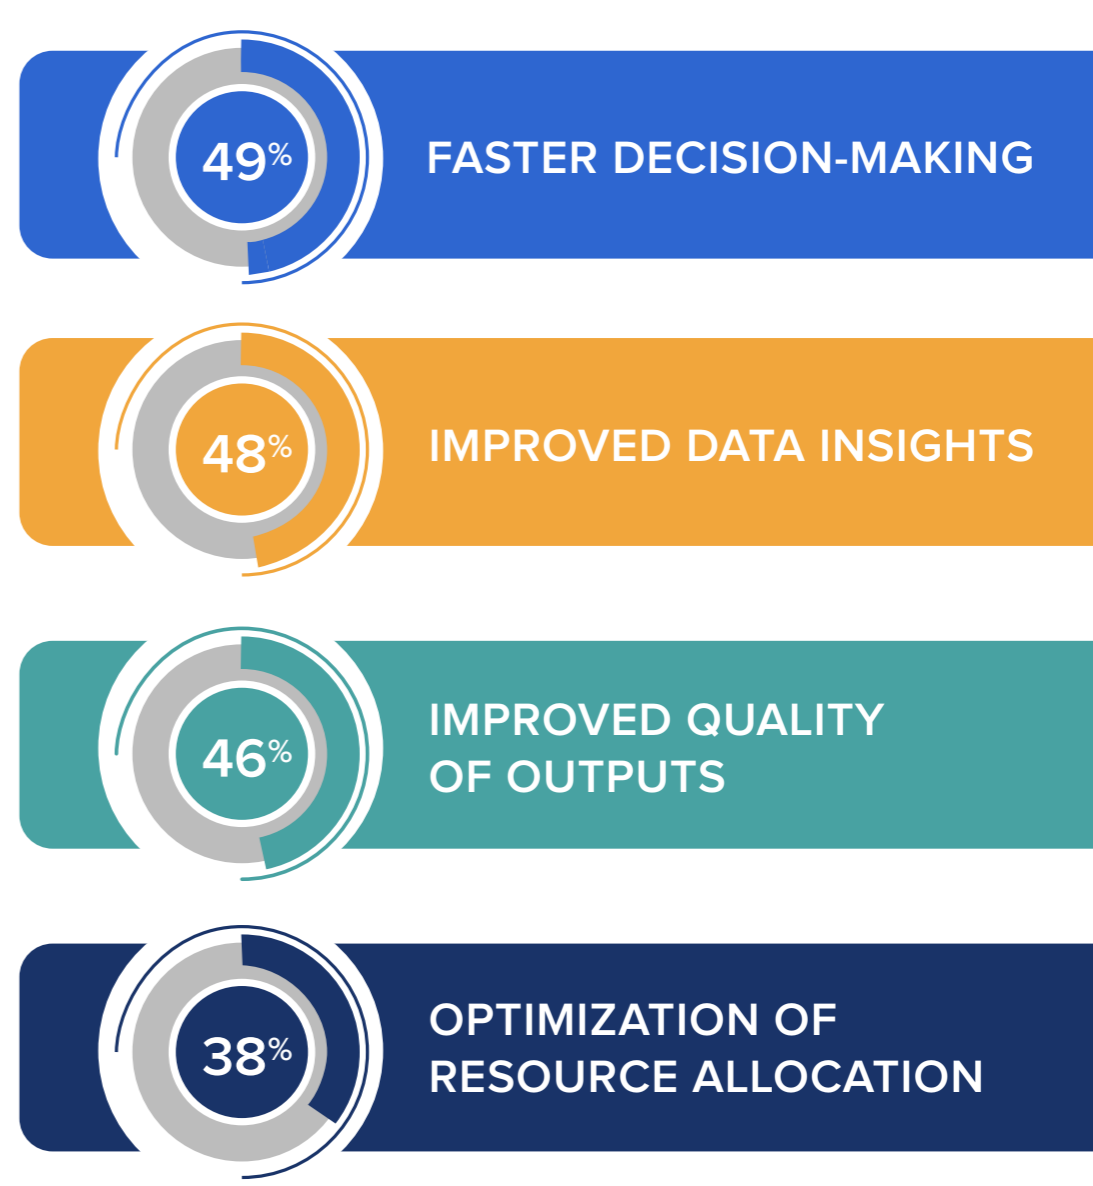 49%
FASTER DECISION-MAKING
48%
IMPROVED DATA INSIGHTS
46%
IMPROVED QUALITY
OF OUTPUTS
38%
OPTIMIZATION OF
RESOURCE ALLOCATION